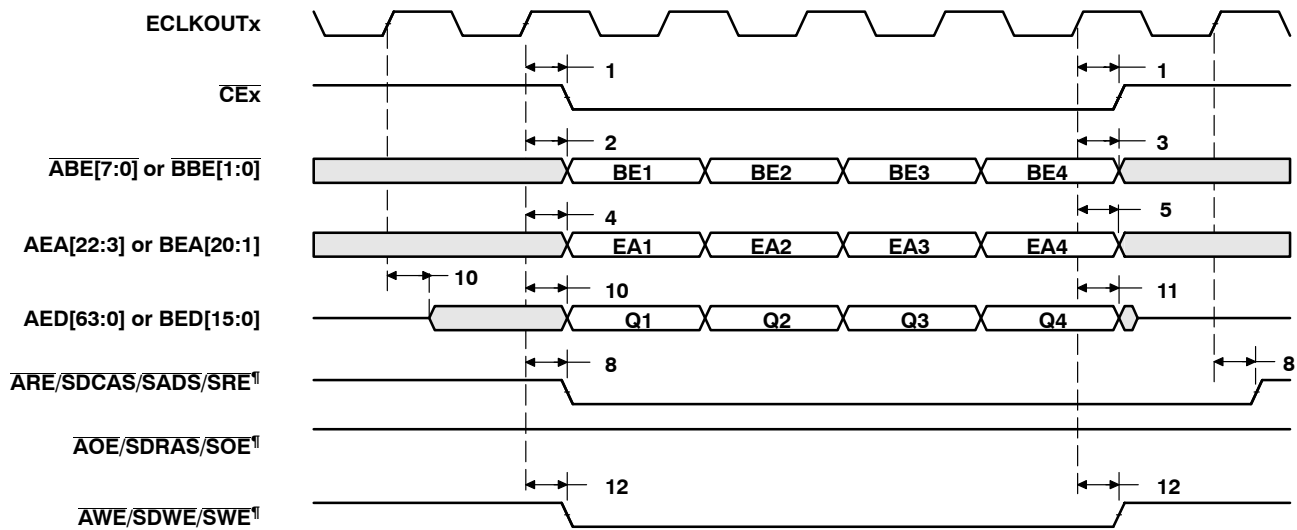 ECLKOUTx
1 1
CEx
2 3
ABE[7:0] or BBE[1:0] BE1 BE2 BE3 BE4
4 5
AEA[22:3] or BEA[20:1] EA1 EA2 EA3 EA4
10 10 11
AED[63:0] or BED[15:0] Q1 Q2 Q3 Q4
8 8
ARE/SDCAS/SADS/SRE¶
AOE/SDRAS/SOE¶
12 12
AWE/SDWE/SWE¶